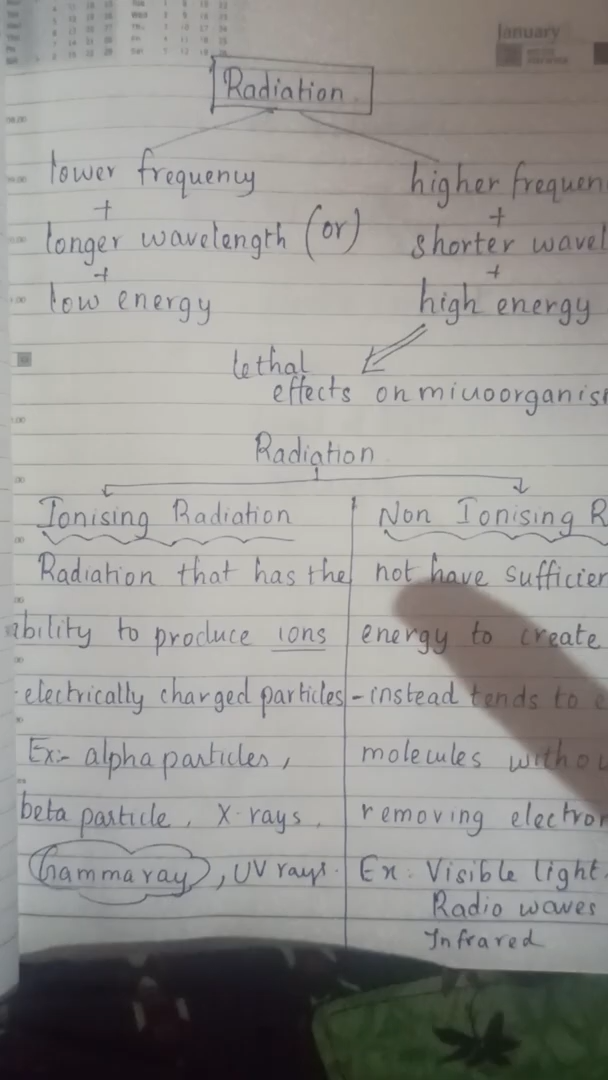 January
Radiation.
lower frequency higher frequen
+ +
longer wavelength (or) shorter wavel
+ +
low energy high energy
lethal
effects on miuoorganis
Radiation
Ionising Radiation Non Ionising R
Radiation that has the not have sufficien
ability to produce ions energy to create
-electrically charged particles -instead tends to e
Ex:- alpha particles, molecules witho
beta particle, X-rays, removing electron
Gamma ray, UV rays. Ex: Visible light,
Radio waves
Infrared